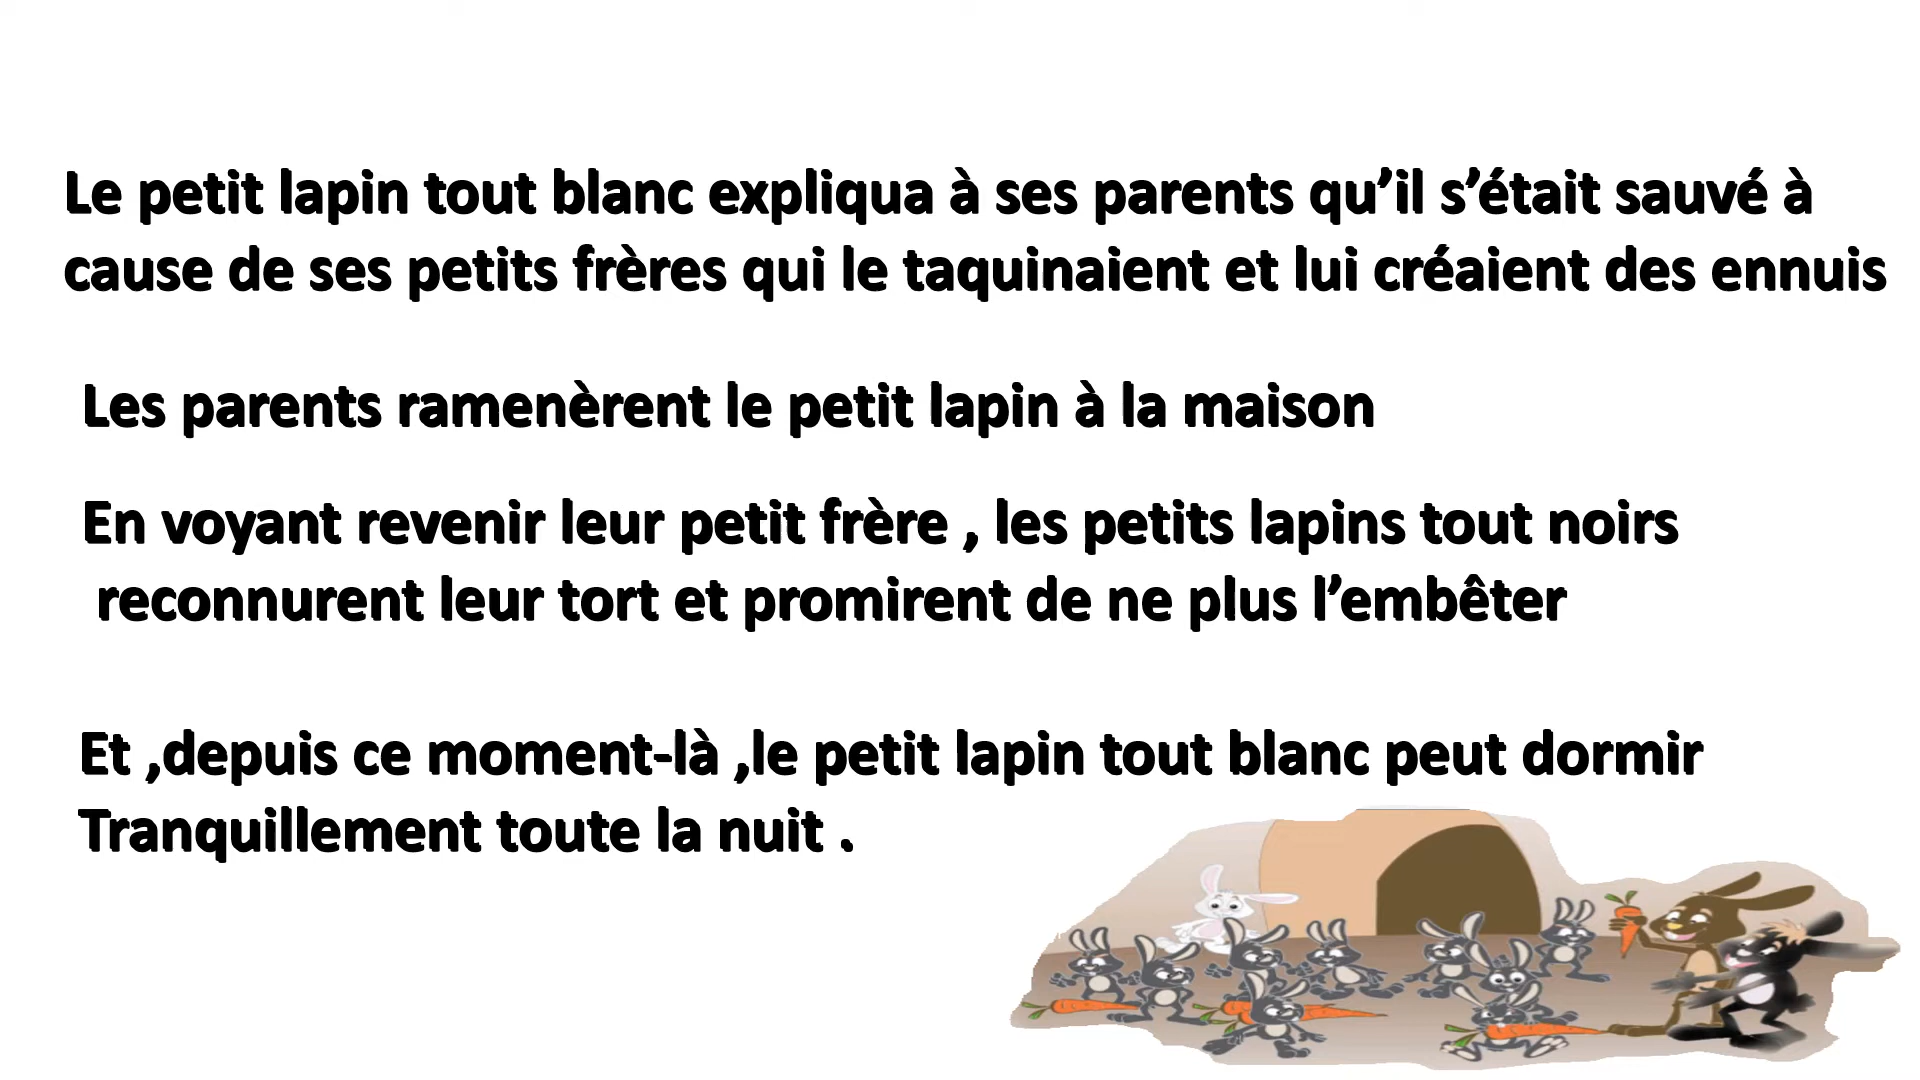 Le petit lapin tout blanc expliqua à ses parents qu’il s’était sauvé à
cause de ses petits frères qui le taquinaient et lui créaient des ennuis
Les parents ramenèrent le petit lapin à la maison
En voyant revenir leur petit frère , les petits lapins tout noirs
reconnurent leur tort et promirent de ne plus l’embêter
Et ,depuis ce moment-là ,le petit lapin tout blanc peut dormir
Tranquillement toute la nuit .